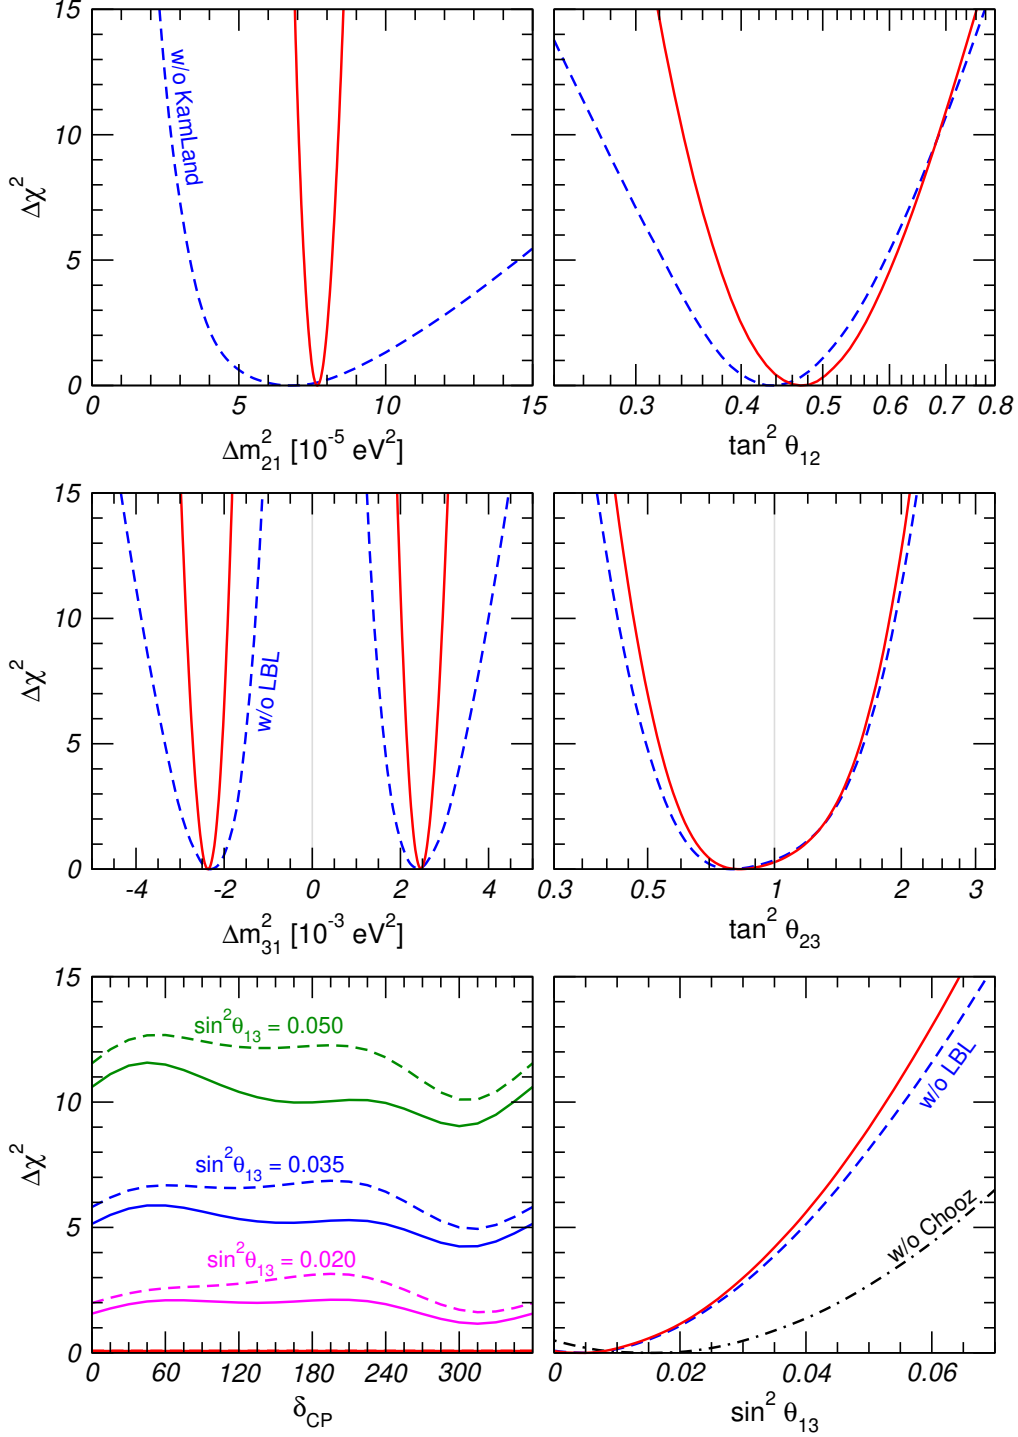 15
10
5
0
Δχ²
w/o KamLand
0 5 10 15
Δm²₂₁ [10⁻⁵ eV²]
0.3 0.4 0.5 0.6 0.7 0.8
tan² θ₁₂
15
10
5
0
Δχ²
w/o LBL
-4 -2 0 2 4
Δm²₃₁ [10⁻³ eV²]
0.3 0.5 1 2 3
tan² θ₂₃
15
10
5
0
Δχ²
sin²θ₁₃ = 0.050
sin²θ₁₃ = 0.035
sin²θ₁₃ = 0.020
0 60 120 180 240 300
δCP
w/o LBL
w/o Chooz
0 0.02 0.04 0.06
sin² θ₁₃